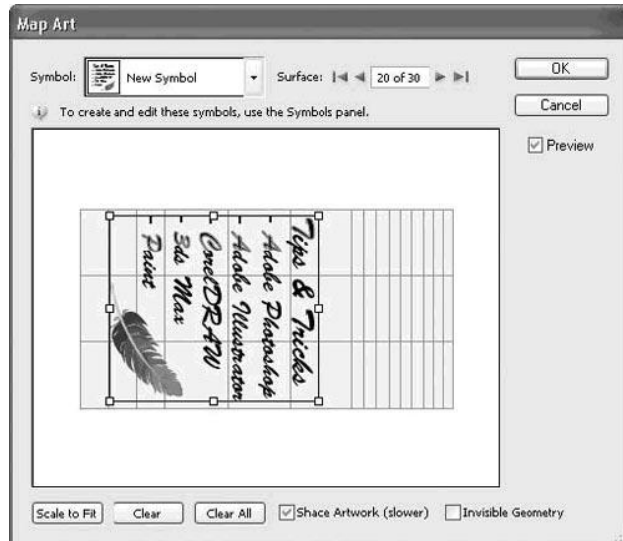 Map Art
Symbol: New Symbol Surface: 20 of 30
OK
To create and edit these symbols, use the Symbols panel.
Cancel
Preview
Tips & Tricks
Adobe Photoshop
Adobe Illustrator
CorelDRAW
3ds Max
Paint
Scale to Fit Clear Clear All Shace Artwork (slower) Invisible Geometry